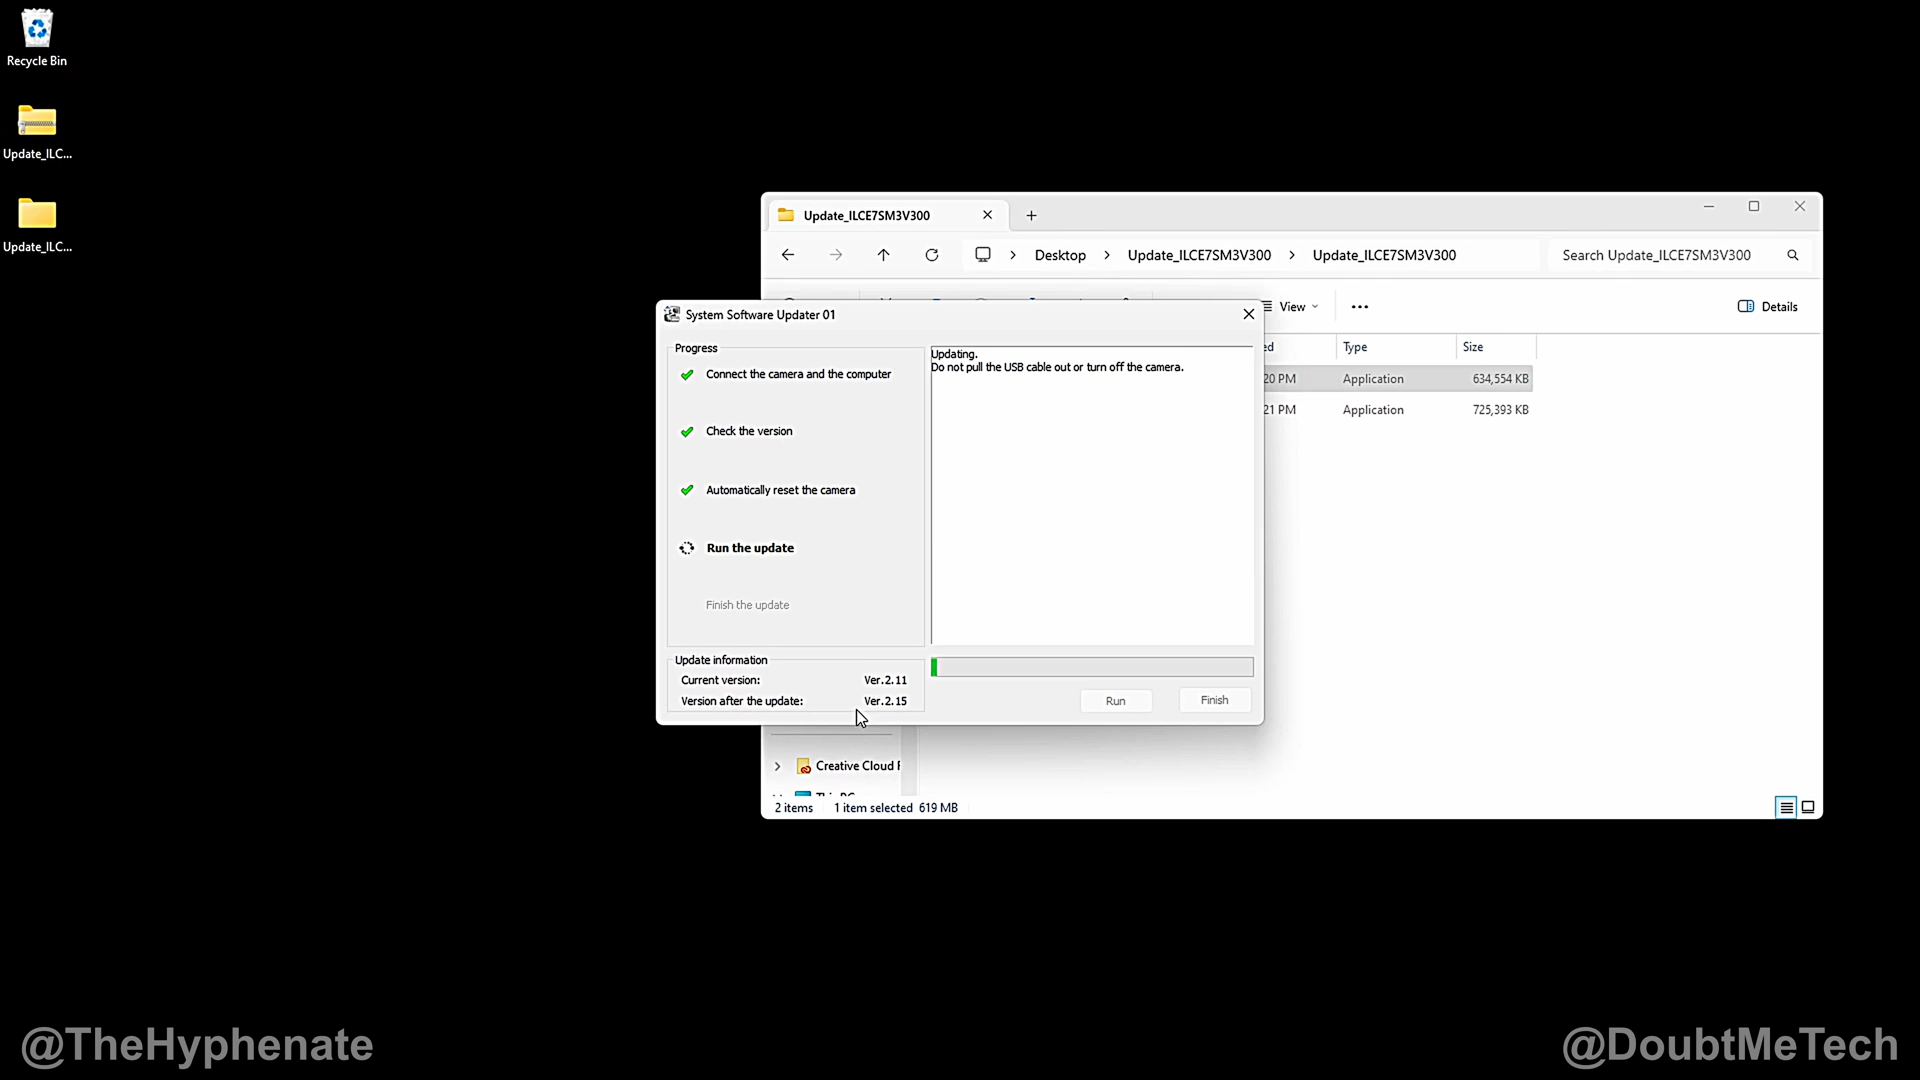 Recycle Bin
Update_ILC...
Update_ILC...
Update_ILCE7SM3V300
Desktop
Update_ILCE7SM3V300
Update_ILCE7SM3V300
Search Update_ILCE7SM3V300
View
Details
Type
Size
20 PM
Application
634,554 KB
21 PM
Application
725,393 KB
System Software Updater 01
Progress
Connect the camera and the computer
Check the version
Automatically reset the camera
Run the update
Finish the update
Updating.
Do not pull the USB cable out or turn off the camera.
Update information
Current version:
Ver.2.11
Version after the update:
Ver.2.15
Run
Finish
Creative Cloud F
2 items
1 item selected 619 MB
@TheHyphenate
@DoubtMeTech